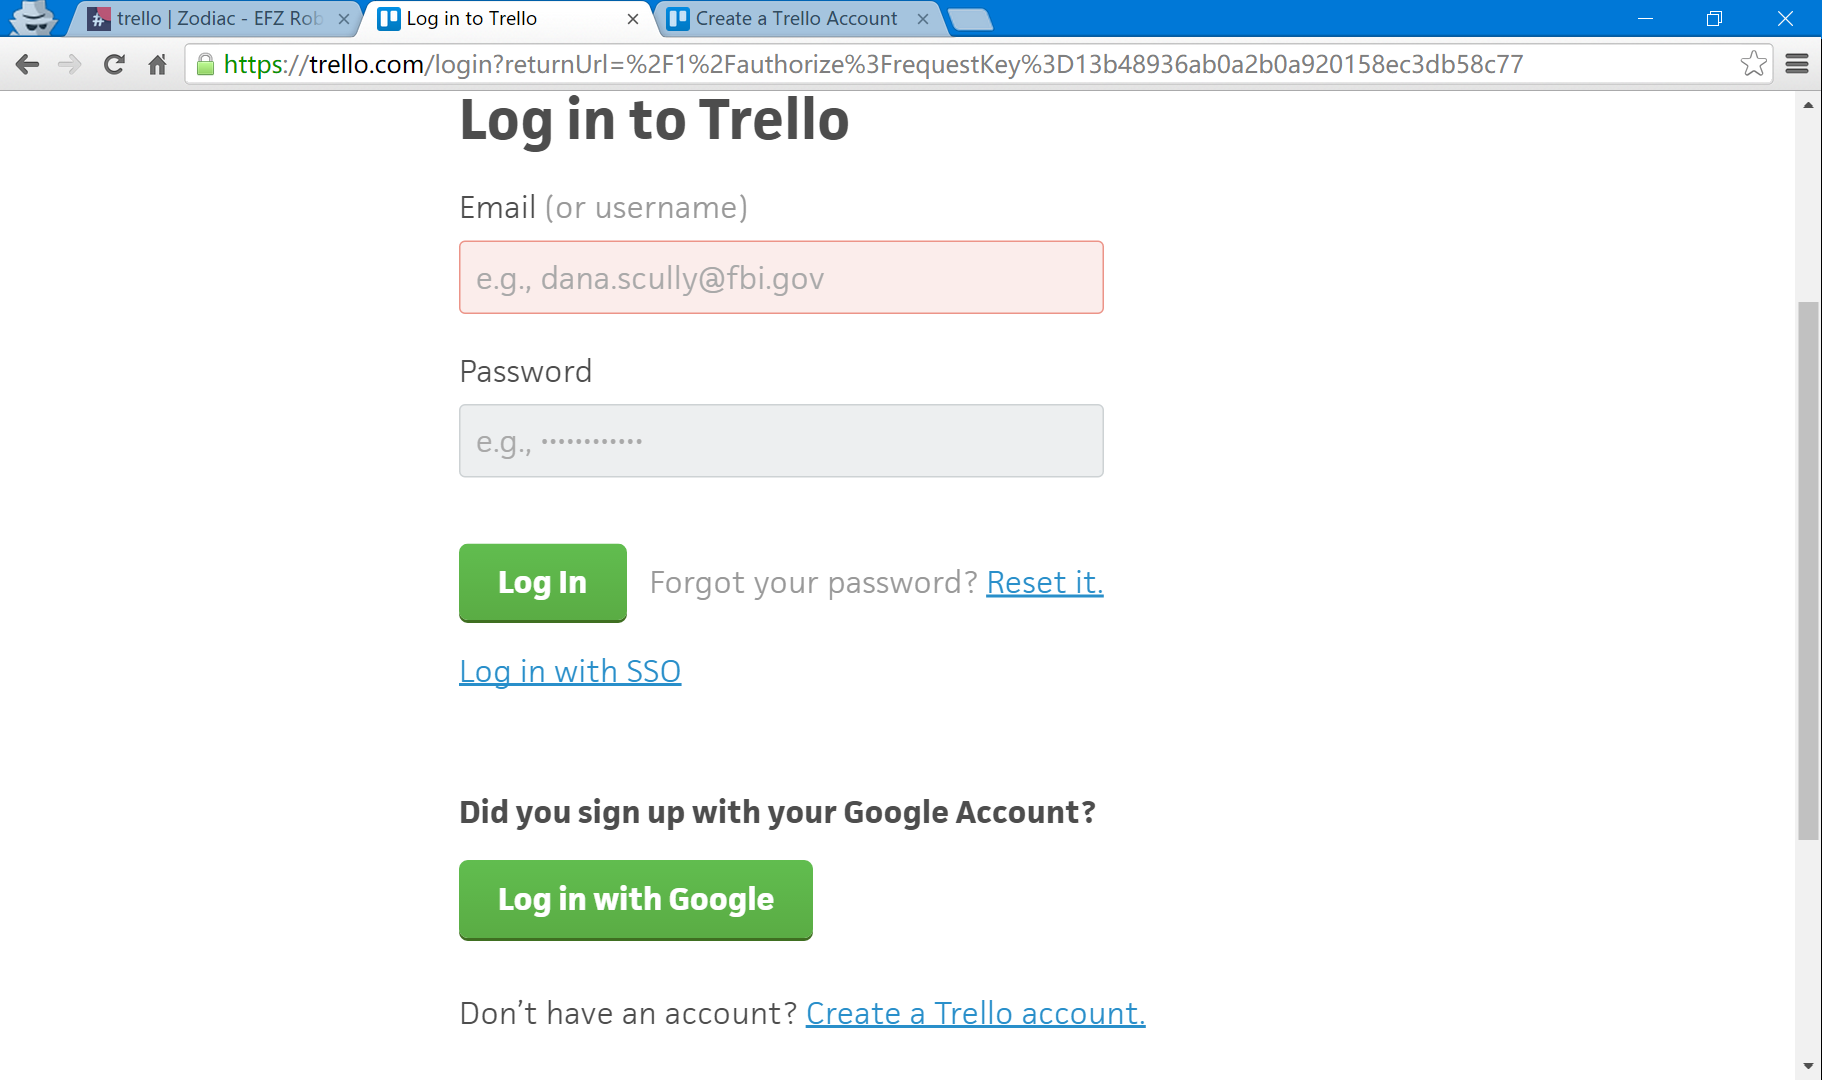 trello | Zodiac - EFZ Rob
Log in to Trello
Create a Trello Account
https://trello.com/login?returnUrl=%2F1%2Fauthorize%3FrequestKey%3D13b48936ab0a2b0a920158ec3db58c77
Log in to Trello
Email (or username)
e.g., dana.scully@fbi.gov
Password
e.g., ••••••••••••
Log In
Forgot your password? Reset it.
Log in with SSO
Did you sign up with your Google Account?
Log in with Google
Don’t have an account? Create a Trello account.